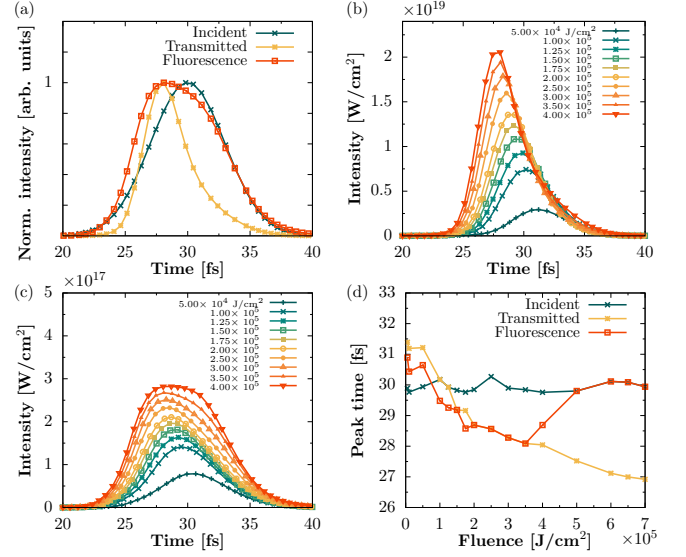 (a)
Incident
Transmitted
Fluorescence
Norm. intensity [arb. units]
1
20 25 30 35 40
Time [fs]
(b)
×10^19
5.00× 10^4 J/cm^2
1.00× 10^5
1.25× 10^5
1.50× 10^5
1.75× 10^5
2.00× 10^5
2.50× 10^5
3.00× 10^5
3.50× 10^5
4.00× 10^5
Intensity [W/cm^2]
2
1.5
1
0.5
0
20 25 30 35 40
Time [fs]
(c)
×10^17
5.00× 10^4 J/cm^2
1.00× 10^5
1.25× 10^5
1.50× 10^5
1.75× 10^5
2.00× 10^5
2.50× 10^5
3.00× 10^5
3.50× 10^5
4.00× 10^5
Intensity [W/cm^2]
5
4
3
2
1
0
20 25 30 35 40
Time [fs]
(d)
Incident
Transmitted
Fluorescence
Peak time [fs]
33
32
31
30
29
28
27
26
0 1 2 3 4 5 6 7
Fluence [J/cm^2]
×10^5